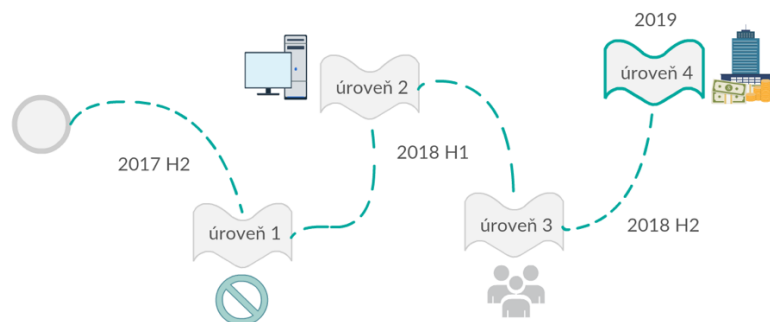 2017 H2
úroveň 1
úroveň 2
2018 H1
úroveň 3
2018 H2
2019
úroveň 4